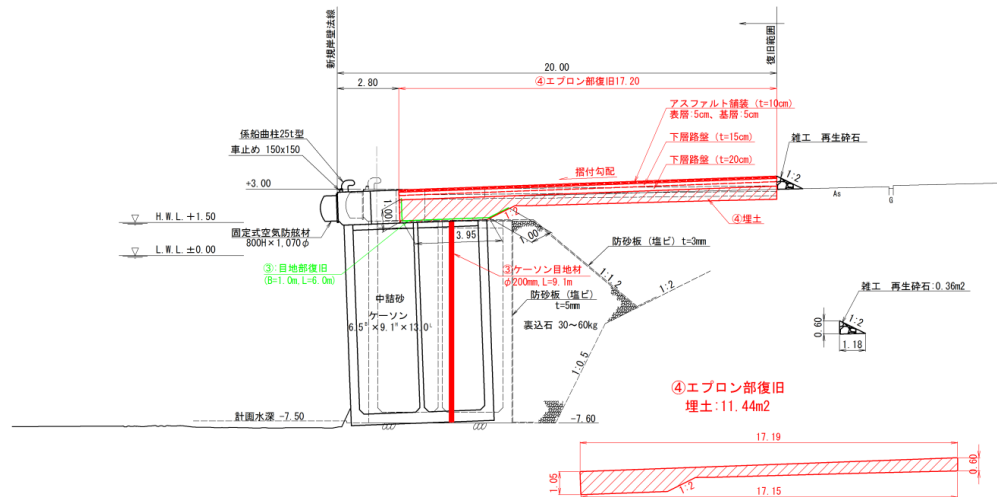 新規岸壁法線
復旧範囲
20.00
2.80
④エプロン部復旧17.20
アスファルト舗装（t=10cm）
表層:5cm、基層:5cm
係船曲柱25t型
車止め 150x150
下層路盤（t=15cm）
雑工 再生砕石
下層路盤（t=20cm）
摺付勾配
1:2
+3.00
As
G
1.00
④埋土
H.W.L. +1.50
1:2
固定式空気防舷材
800H×1,070φ
3.95
1.00
防砂板（塩ビ）t=3mm
L.W.L. ±0.00
③:目地部復旧
(B=1.0m, L=6.0m)
③:ケーソン目地材
φ200mm, L=9.1m
1:1.2
1:2
防砂板（塩ビ）
t=5mm
雑工 再生砕石:0.36m2
中詰砂
ケーソン
裏込石 30～60kg
0.60
1:2
1.18
1:0.5
④エプロン部復旧
埋土:11.44m2
計画水深 -7.50
-7.60
17.19
1.05
1:2
0.60
17.15